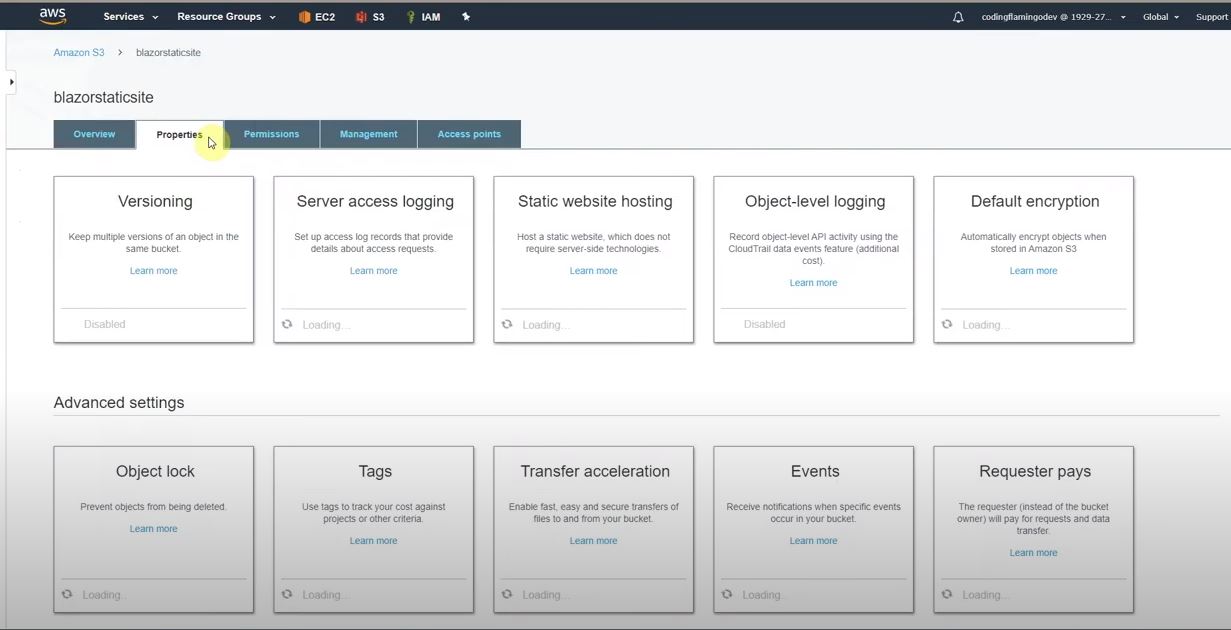 aws Services Resource Groups EC2 S3 IAM codingflamingodev @ 1929-27... Global Support
Amazon S3 > blazorstaticsite
blazorstaticsite
Overview Properties Permissions Management Access points
Versioning
Keep multiple versions of an object in the
same bucket.
Learn more
Disabled
Server access logging
Set up access log records that provide
details about access requests.
Learn more
Loading...
Static website hosting
Host a static website, which does not
require server-side technologies.
Learn more
Loading...
Object-level logging
Record object-level API activity using the
CloudTrail data events feature (additional
cost).
Learn more
Disabled
Default encryption
Automatically encrypt objects when
stored in Amazon S3
Learn more
Loading...
Advanced settings
Object lock
Prevent objects from being deleted.
Learn more
Loading...
Tags
Use tags to track your cost against
projects or other criteria.
Learn more
Loading...
Transfer acceleration
Enable fast, easy and secure transfers of
files to and from your bucket.
Learn more
Loading...
Events
Receive notifications when specific events
occur in your bucket.
Learn more
Loading...
Requester pays
The requester (instead of the bucket
owner) will pay for requests and data
transfer.
Learn more
Loading...